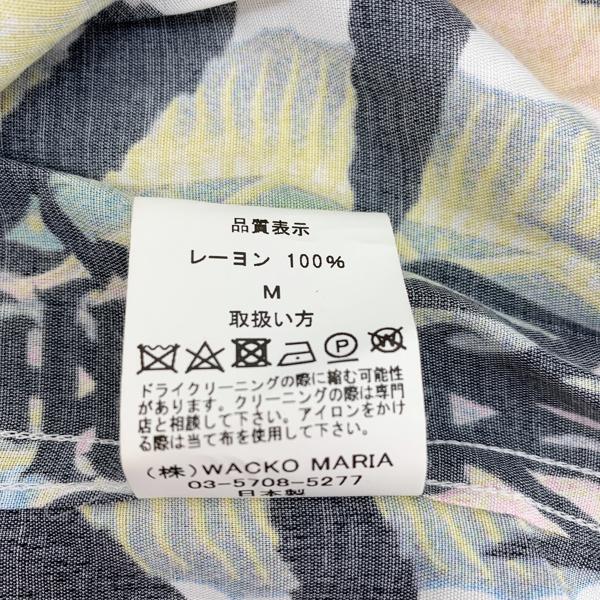 品質表示
レーヨン 100%
M
取扱い方
P W
ドライクリーニングの際に縮む可能性
があります。クリーニングの際は専門
店と相談して下さい。アイロンをかけ
る際は当て布を使用して下さい。
(株) WACKO MARIA
03-5708-5277
日本製